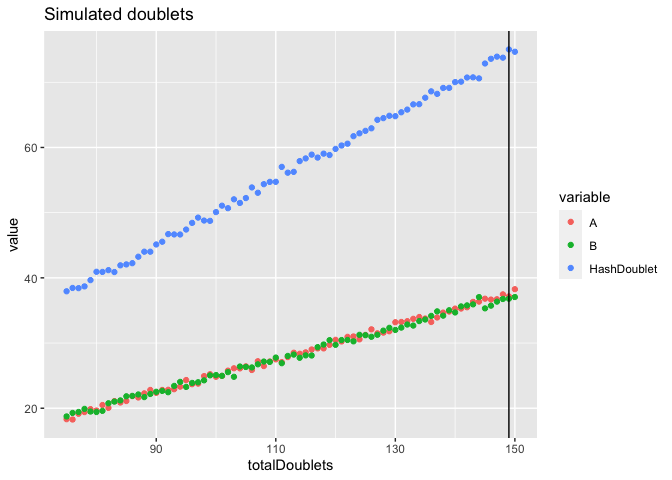 Simulated doublets
value
60
40
20
90
110
130
150
totalDoublets
variable
A
B
HashDoublet